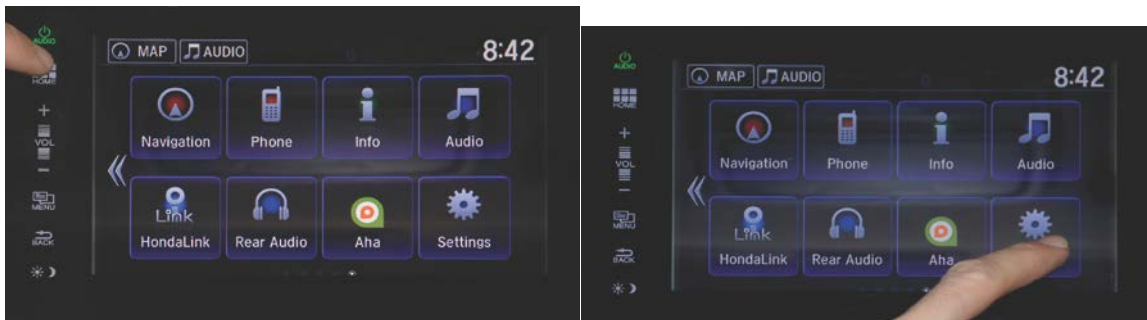 AUDIO
HOME
+
VOL
−
MENU
BACK
MAP
AUDIO
8:42
Navigation
Phone
Info
Audio
Link
HondaLink
Rear Audio
Aha
Settings
AUDIO
HOME
+
VOL
−
MENU
BACK
MAP
AUDIO
8:42
Navigation
Phone
Info
Audio
Link
HondaLink
Rear Audio
Aha